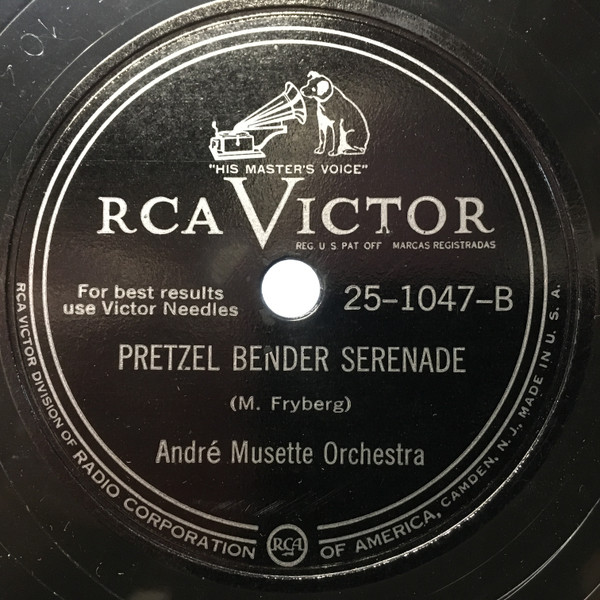 "HIS MASTER'S VOICE"
RCA VICTOR
REG. U S. PAT OFF MARCAS REGISTRADAS
For best results
use Victor Needles
25-1047-B
PRETZEL BENDER SERENADE
(M. Fryberg)
André Musette Orchestra
RCA VICTOR DIVISION OF RADIO CORPORATION OF AMERICA, CAMDEN, N.J., MADE IN U. S. A.
RCA